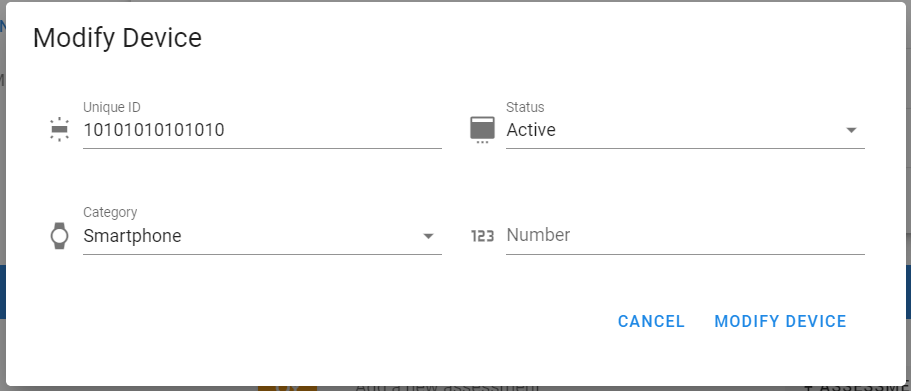 Modify Device
Unique ID
10101010101010
Status
Active
Category
Smartphone
123 Number
CANCEL MODIFY DEVICE